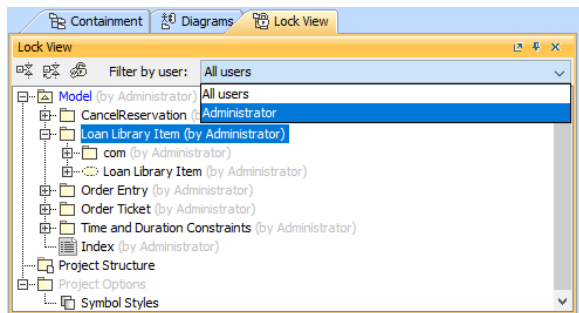 Containment Diagrams Lock View
Lock View
Filter by user: All users
All users
Administrator
Model (by Administrator)
CancelReservation (
Loan Library Item (by Administrator)
com (by Administrator)
Loan Library Item (by Administrator)
Order Entry (by Administrator)
Order Ticket (by Administrator)
Time and Duration Constraints (by Administrator)
Index (by Administrator)
Project Structure
Project Options
Symbol Styles